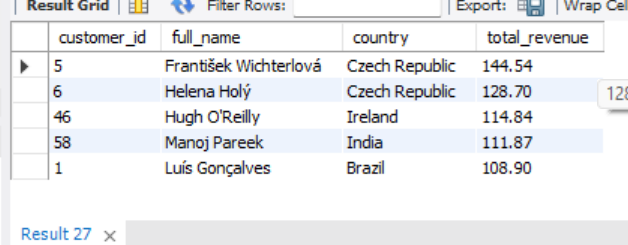 Result Grid Filter Rows: Export: Wrap Cel
customer_id full_name country total_revenue
5 František Wichterlová Czech Republic 144.54
6 Helena Holý Czech Republic 128.70 128
46 Hugh O'Reilly Ireland 114.84
58 Manoj Pareek India 111.87
1 Luís Gonçalves Brazil 108.90
Result 27